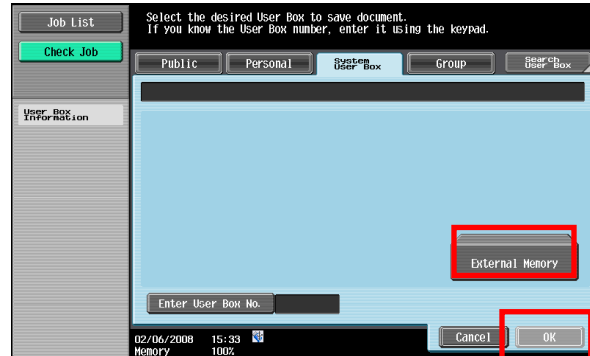 Job List
Select the desired User Box to save document.
If you know the User Box number, enter it using the keypad.
Check Job
Public
Personal
System
User Box
Group
Search
User Box
User Box
Information
External Memory
Enter User Box No.
02/06/2008 15:33
Memory 100%
Cancel
OK